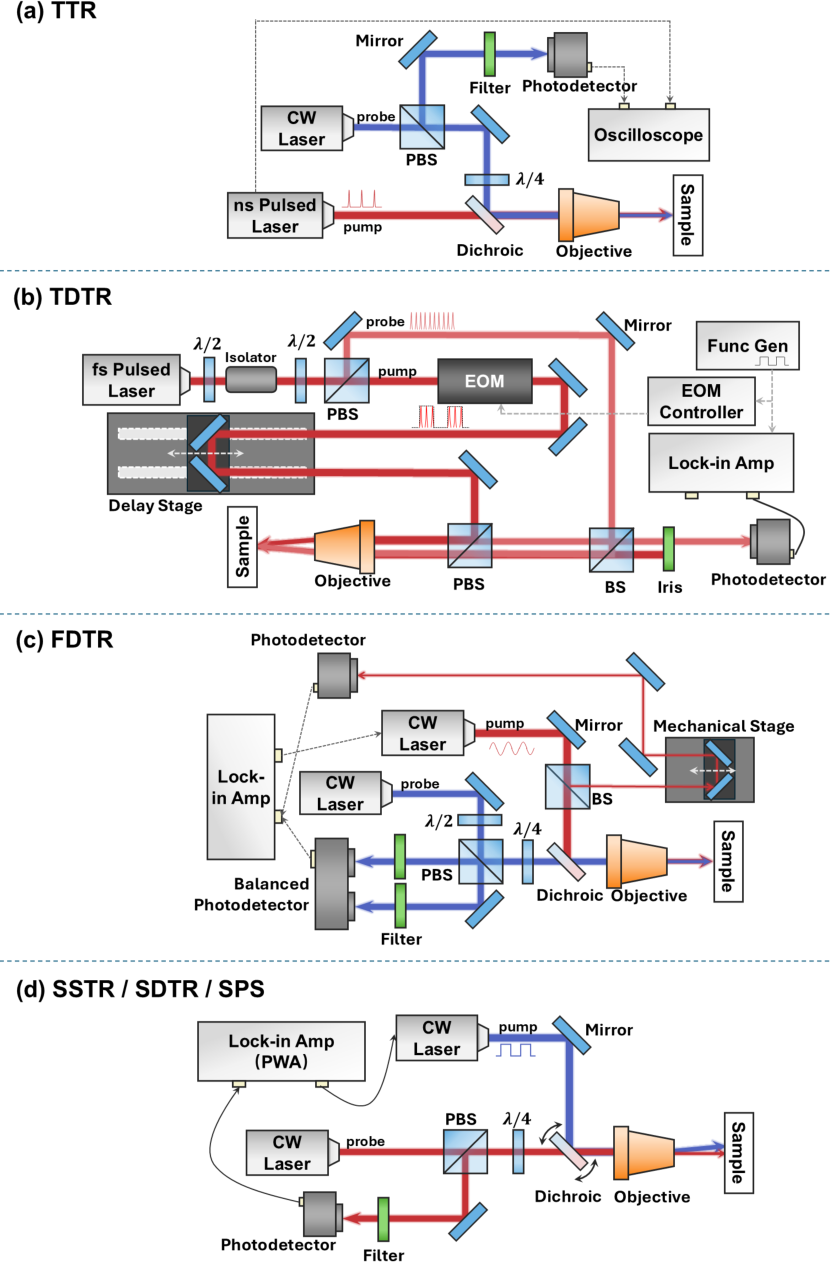 (a) TTR
Mirror
Filter
Photodetector
CW
Laser
probe
PBS
Oscilloscope
λ/4
ns Pulsed
Laser
pump
Dichroic
Objective
Sample
(b) TDTR
probe
Mirror
λ/2
Isolator
λ/2
fs Pulsed
Laser
PBS
pump
EOM
Func Gen
EOM
Controller
Lock-in Amp
Delay Stage
Sample
Objective
PBS
BS
Iris
Photodetector
(c) FDTR
Photodetector
CW
Laser
pump
Mirror
Mechanical Stage
Lock-
in Amp
CW
Laser
probe
BS
λ/2
λ/4
PBS
Balanced
Photodetector
Dichroic
Objective
Sample
Filter
(d) SSTR / SDTR / SPS
Lock-in Amp
(PWA)
CW
Laser
pump
Mirror
PBS
λ/4
CW
Laser
probe
Dichroic
Objective
Sample
Photodetector
Filter